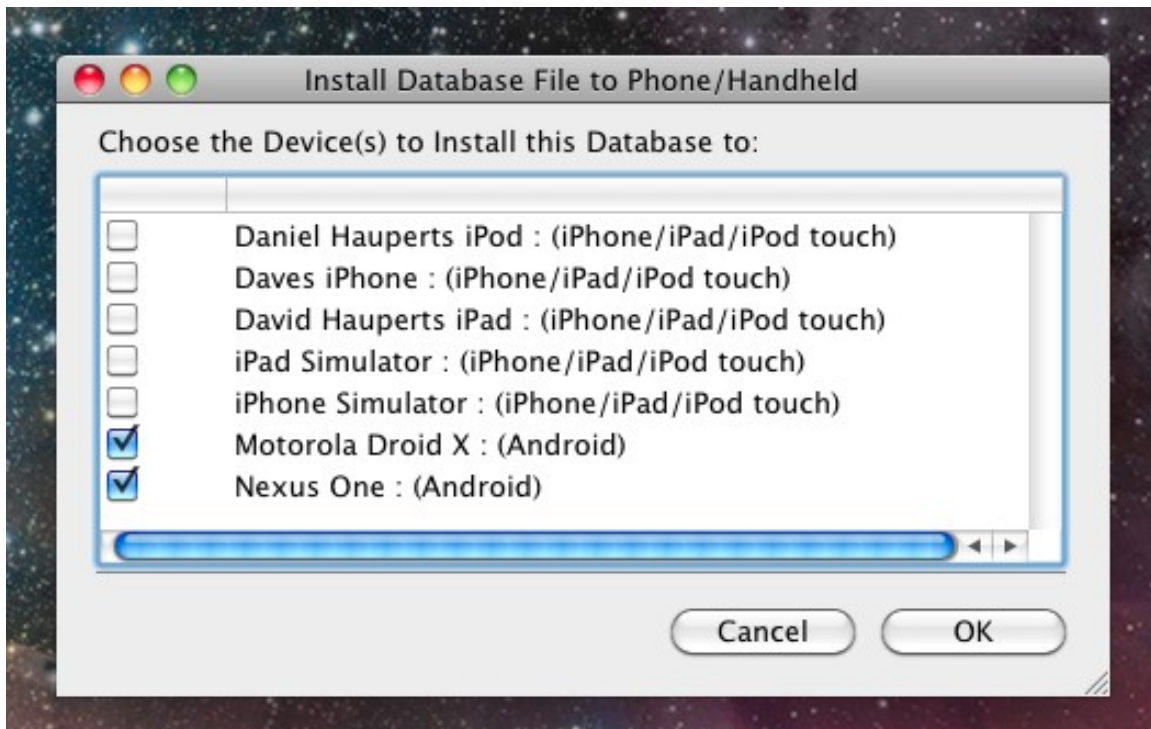 Install Database File to Phone/Handheld
Choose the Device(s) to Install this Database to:
Daniel Hauperts iPod : (iPhone/iPad/iPod touch)
Daves iPhone : (iPhone/iPad/iPod touch)
David Hauperts iPad : (iPhone/iPad/iPod touch)
iPad Simulator : (iPhone/iPad/iPod touch)
iPhone Simulator : (iPhone/iPad/iPod touch)
Motorola Droid X : (Android)
Nexus One : (Android)
Cancel OK